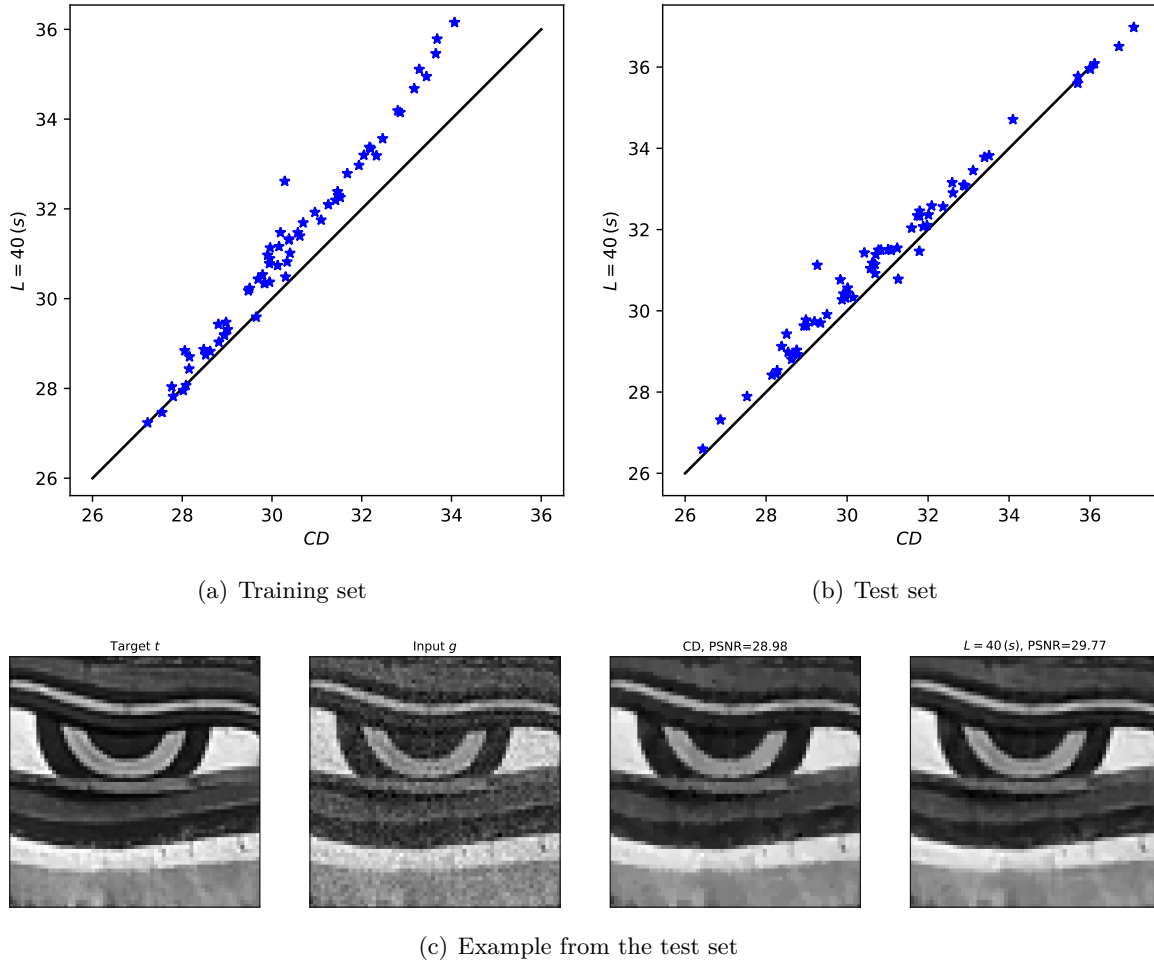 36
34
32
30
28
26
L = 40 (s)
26 28 30 32 34 36
CD
36
34
32
30
28
26
L = 40 (s)
26 28 30 32 34 36
CD
(a) Training set
(b) Test set
Target t
Input g
CD, PSNR=28.98
L = 40 (s), PSNR=29.77
(c) Example from the test set